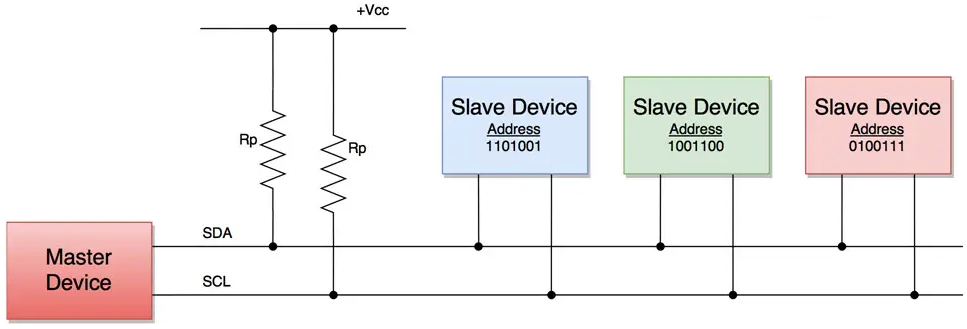 +Vcc
Rp
Rp
Slave Device
Address
1101001
Slave Device
Address
1001100
Slave Device
Address
0100111
SDA
SCL
Master
Device